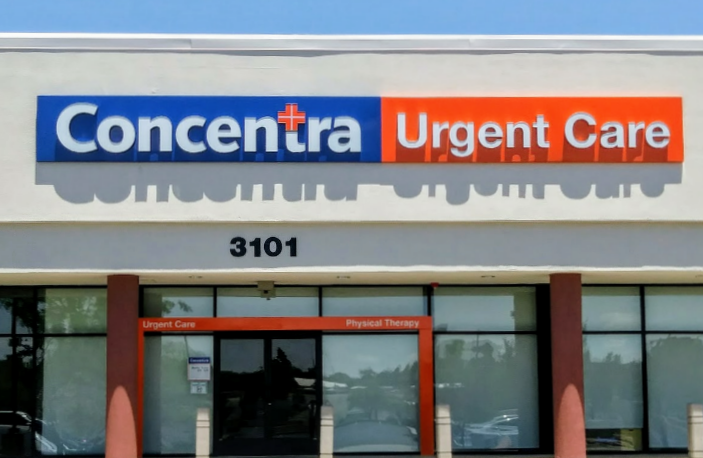 Concentra Urgent Care
3101
Urgent Care Physical Therapy